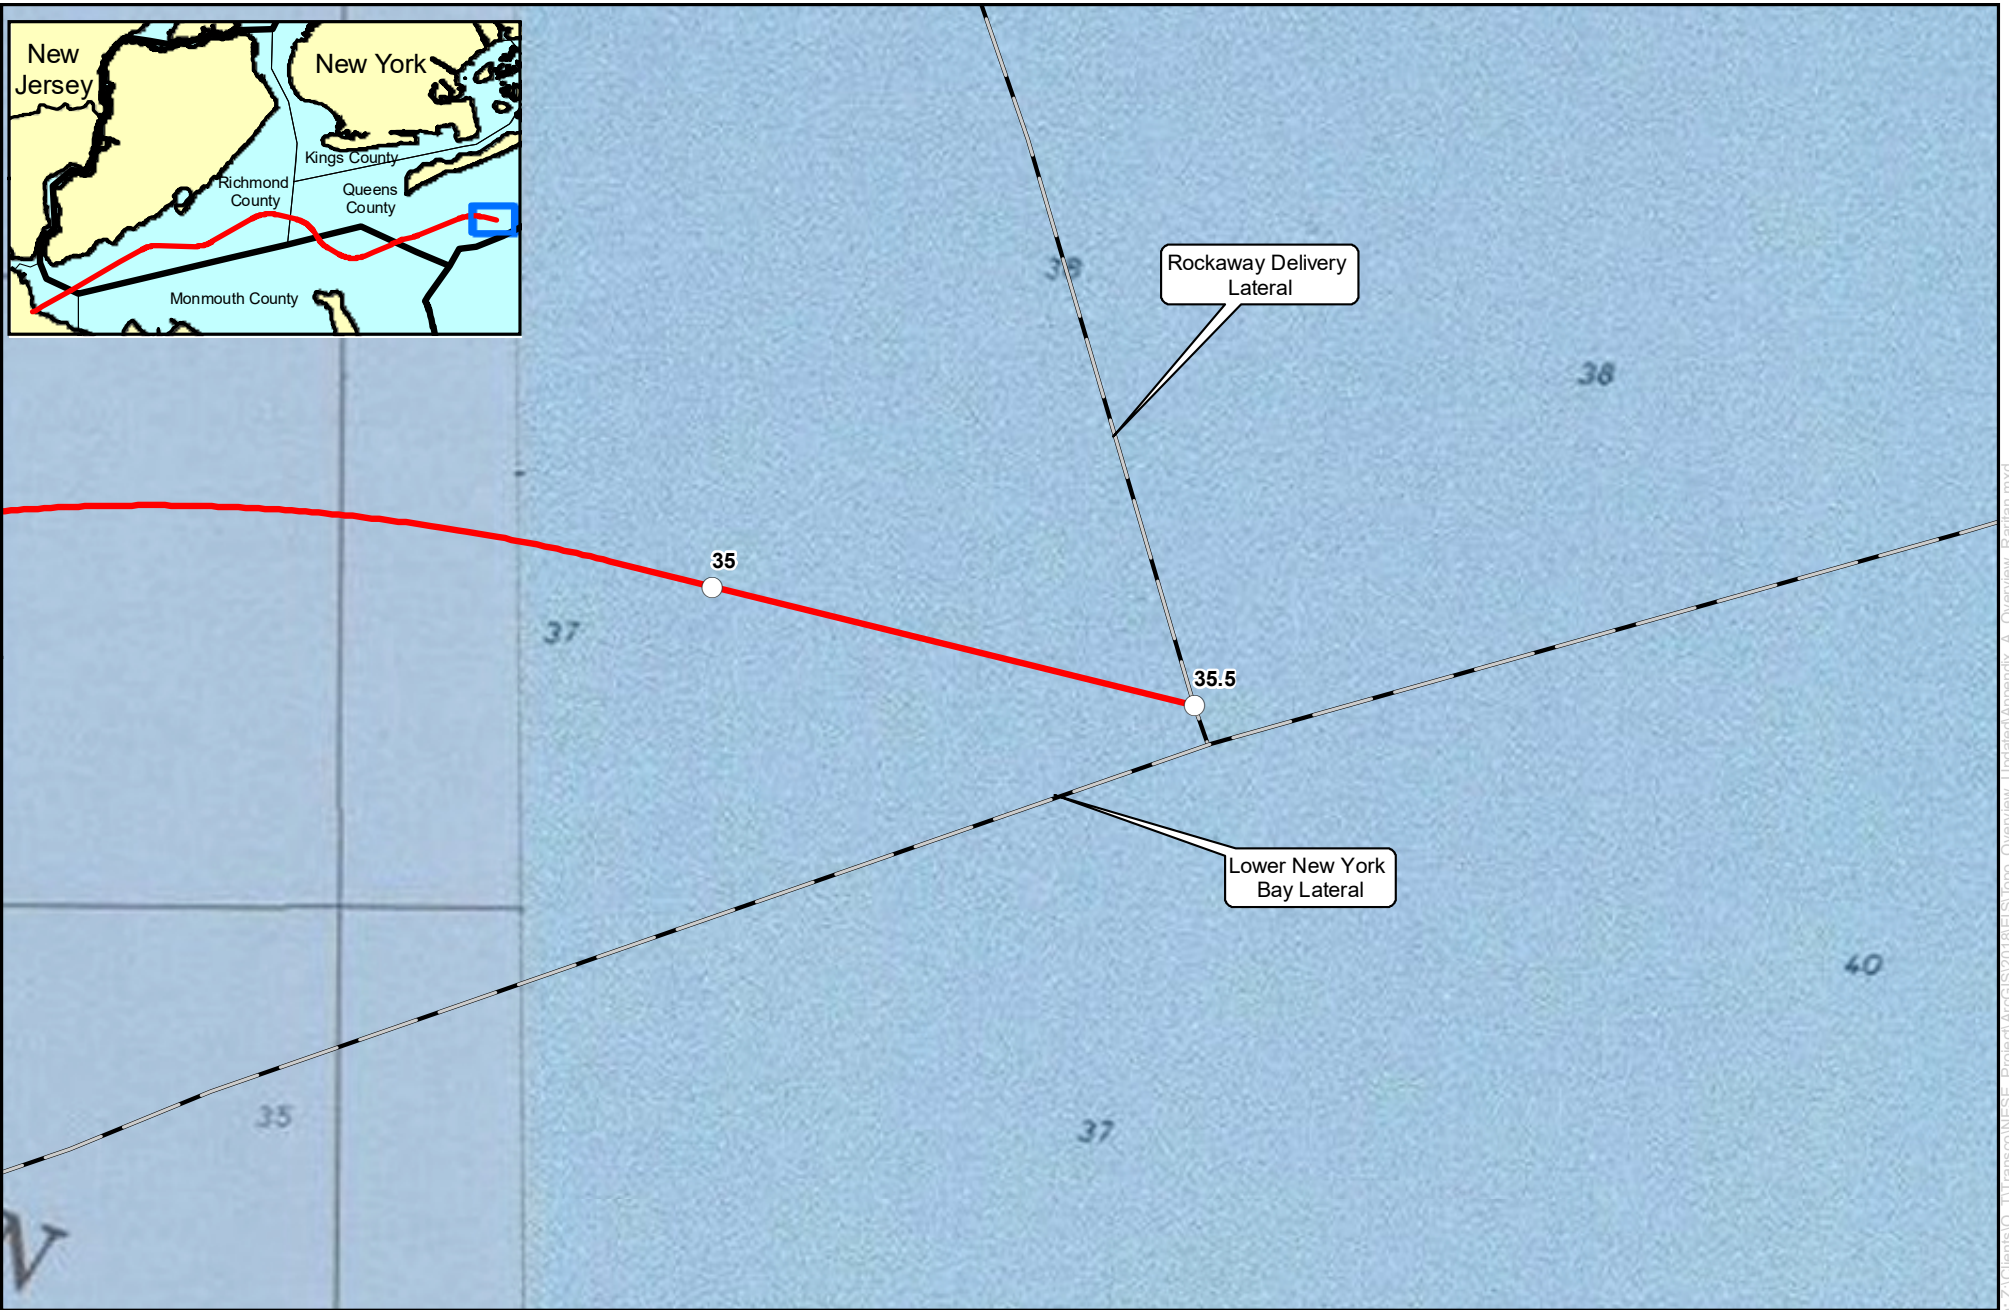 New
Jersey
New York
Kings County
Richmond
County
Queens
County
Monmouth County
Rockaway Delivery
Lateral
38
35
37
35.5
Lower New York
Bay Lateral
40
35
37
N